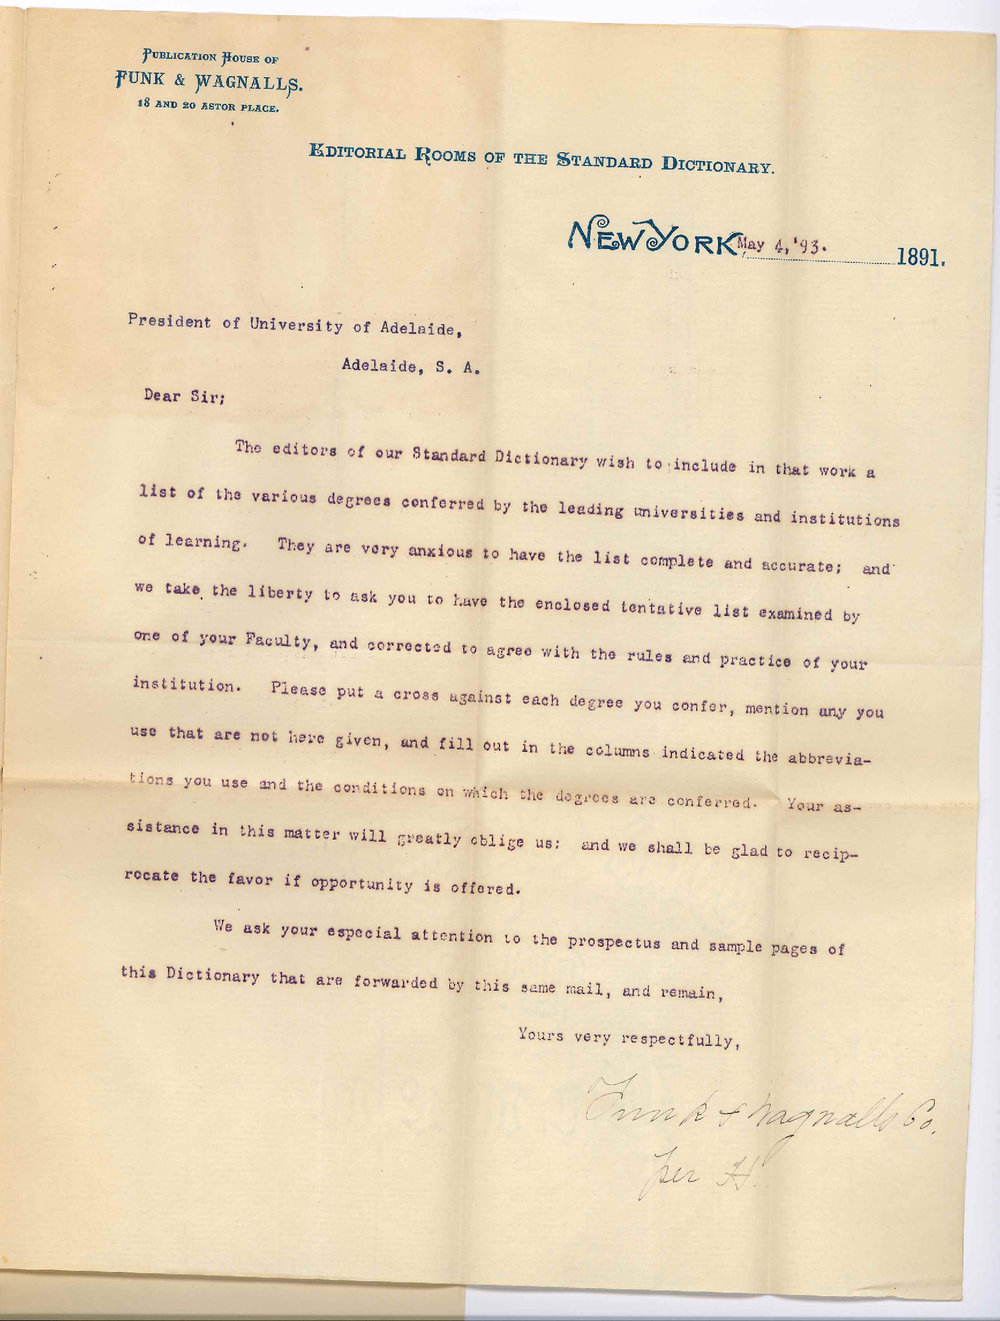 PUBLICATION HOUSE OF
FUNK & WAGNALLS.
18 AND 20 ASTOR PLACE.
EDITORIAL ROOMS OF THE STANDARD DICTIONARY.
NEW YORK, May 4, '93. 1891.
President of University of Adelaide,
Adelaide, S. A.
Dear Sir;
The editors of our Standard Dictionary wish to include in that work a
list of the various degrees conferred by the leading universities and institutions
of learning. They are very anxious to have the list complete and accurate; and
we take the liberty to ask you to have the enclosed tentative list examined by
one of your Faculty, and corrected to agree with the rules and practice of your
institution. Please put a cross against each degree you confer, mention any you
use that are not here given, and fill out in the columns indicated the abbrevia-
tions you use and the conditions on which the degrees are conferred. Your as-
sistance in this matter will greatly oblige us; and we shall be glad to recip-
rocate the favor if opportunity is offered.
We ask your especial attention to the prospectus and sample pages of
this Dictionary that are forwarded by this same mail, and remain,
Yours very respectfully,
Funk & Wagnalls Co.
per H.